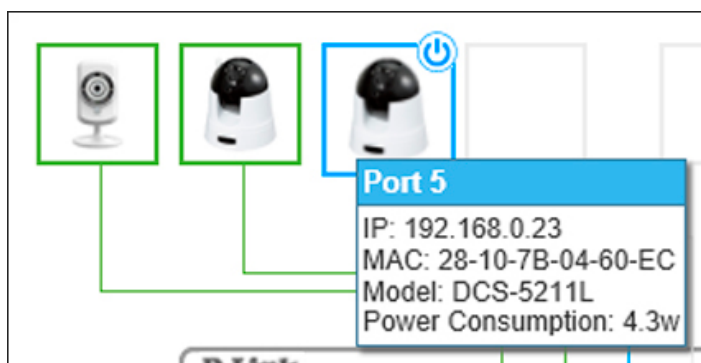 Port 5
IP: 192.168.0.23
MAC: 28-10-7B-04-60-EC
Model: DCS-5211L
Power Consumption: 4.3w